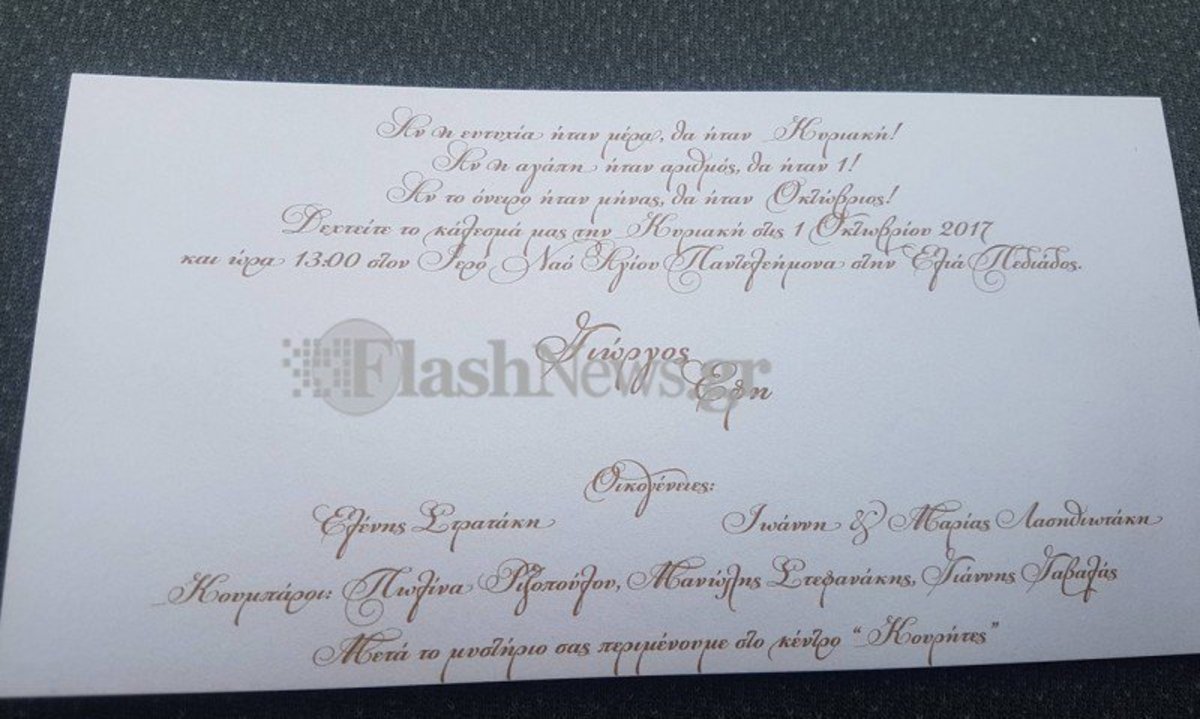 Αν η ευτυχία ήταν μέρα, θα ήταν Κυριακή!
Αν η αγάπη ήταν αριθμός, θα ήταν 1!
Αν το όνειρο ήταν μήνας, θα ήταν Οκτώβριος!
Δεχτείτε το κάλεσμά μας την Κυριακή στις 1 Οκτωβρίου 2017
και ώρα 13:00 στον Ιερό Ναό Αγίου Παντελεήμονα στην Ελιά Πεδιάδος.
Γιώργος
FlashNews.gr
Έφη
Οικογένειες:
Ελένης Στρατάκη Ιωάννη & Μαρίας Λασηθιωτάκη
Κουμπάροι: Πωλίνα Ριζοπούλου, Μανώλης Στεφανάκης, Γιάννης Γαβαλάς
Μετά το μυστήριο σας περιμένουμε στο κέντρο “Κουρήτες”